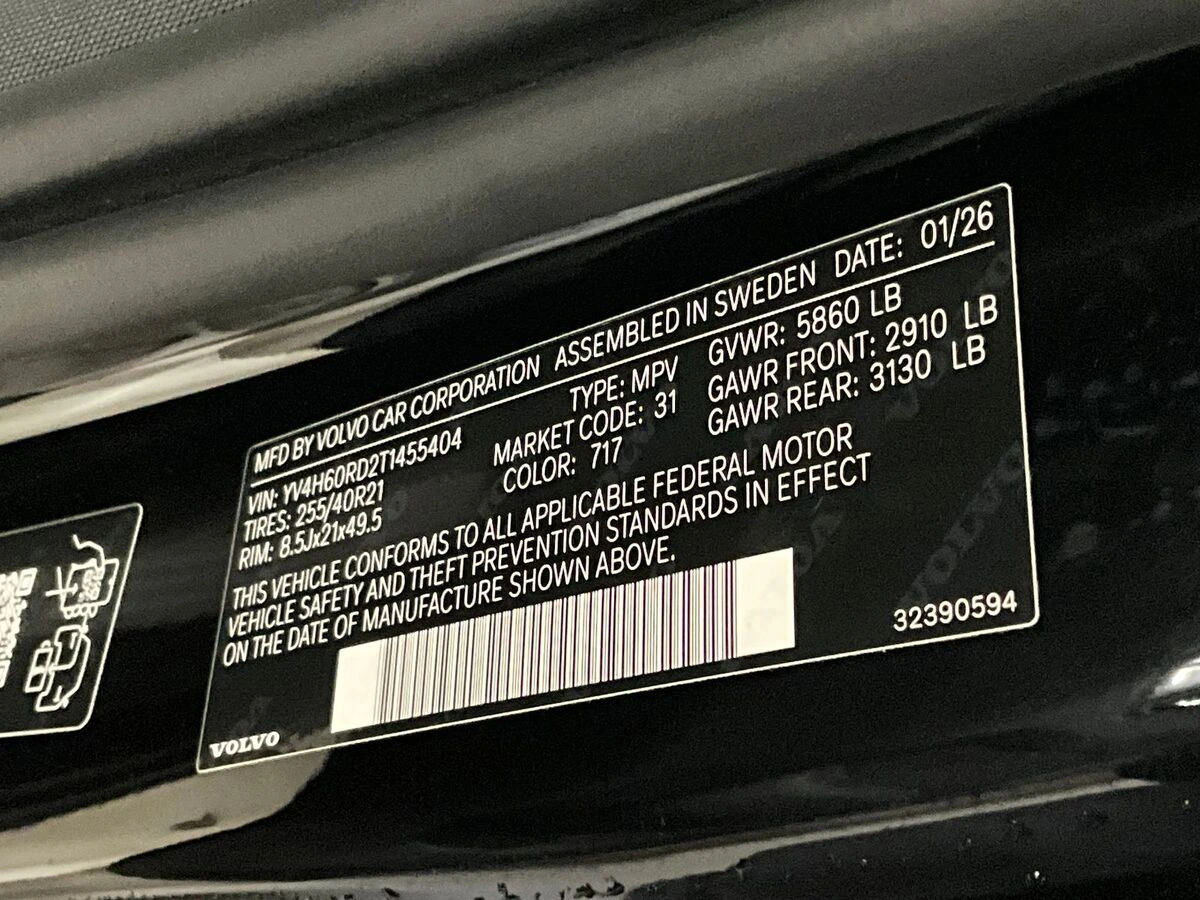 MFD BY VOLVO CAR CORPORATION ASSEMBLED IN SWEDEN DATE: 01/26
VIN: YV4H60RD2T1455404 TYPE: MPV GVWR: 5860 LB
TIRES: 255/40R21 MARKET CODE: 31 GAWR FRONT: 2910 LB
RIM: 8.5Jx21x49.5 COLOR: 717 GAWR REAR: 3130 LB
THIS VEHICLE CONFORMS TO ALL APPLICABLE FEDERAL MOTOR
VEHICLE SAFETY AND THEFT PREVENTION STANDARDS IN EFFECT
ON THE DATE OF MANUFACTURE SHOWN ABOVE.
32390594
VOLVO